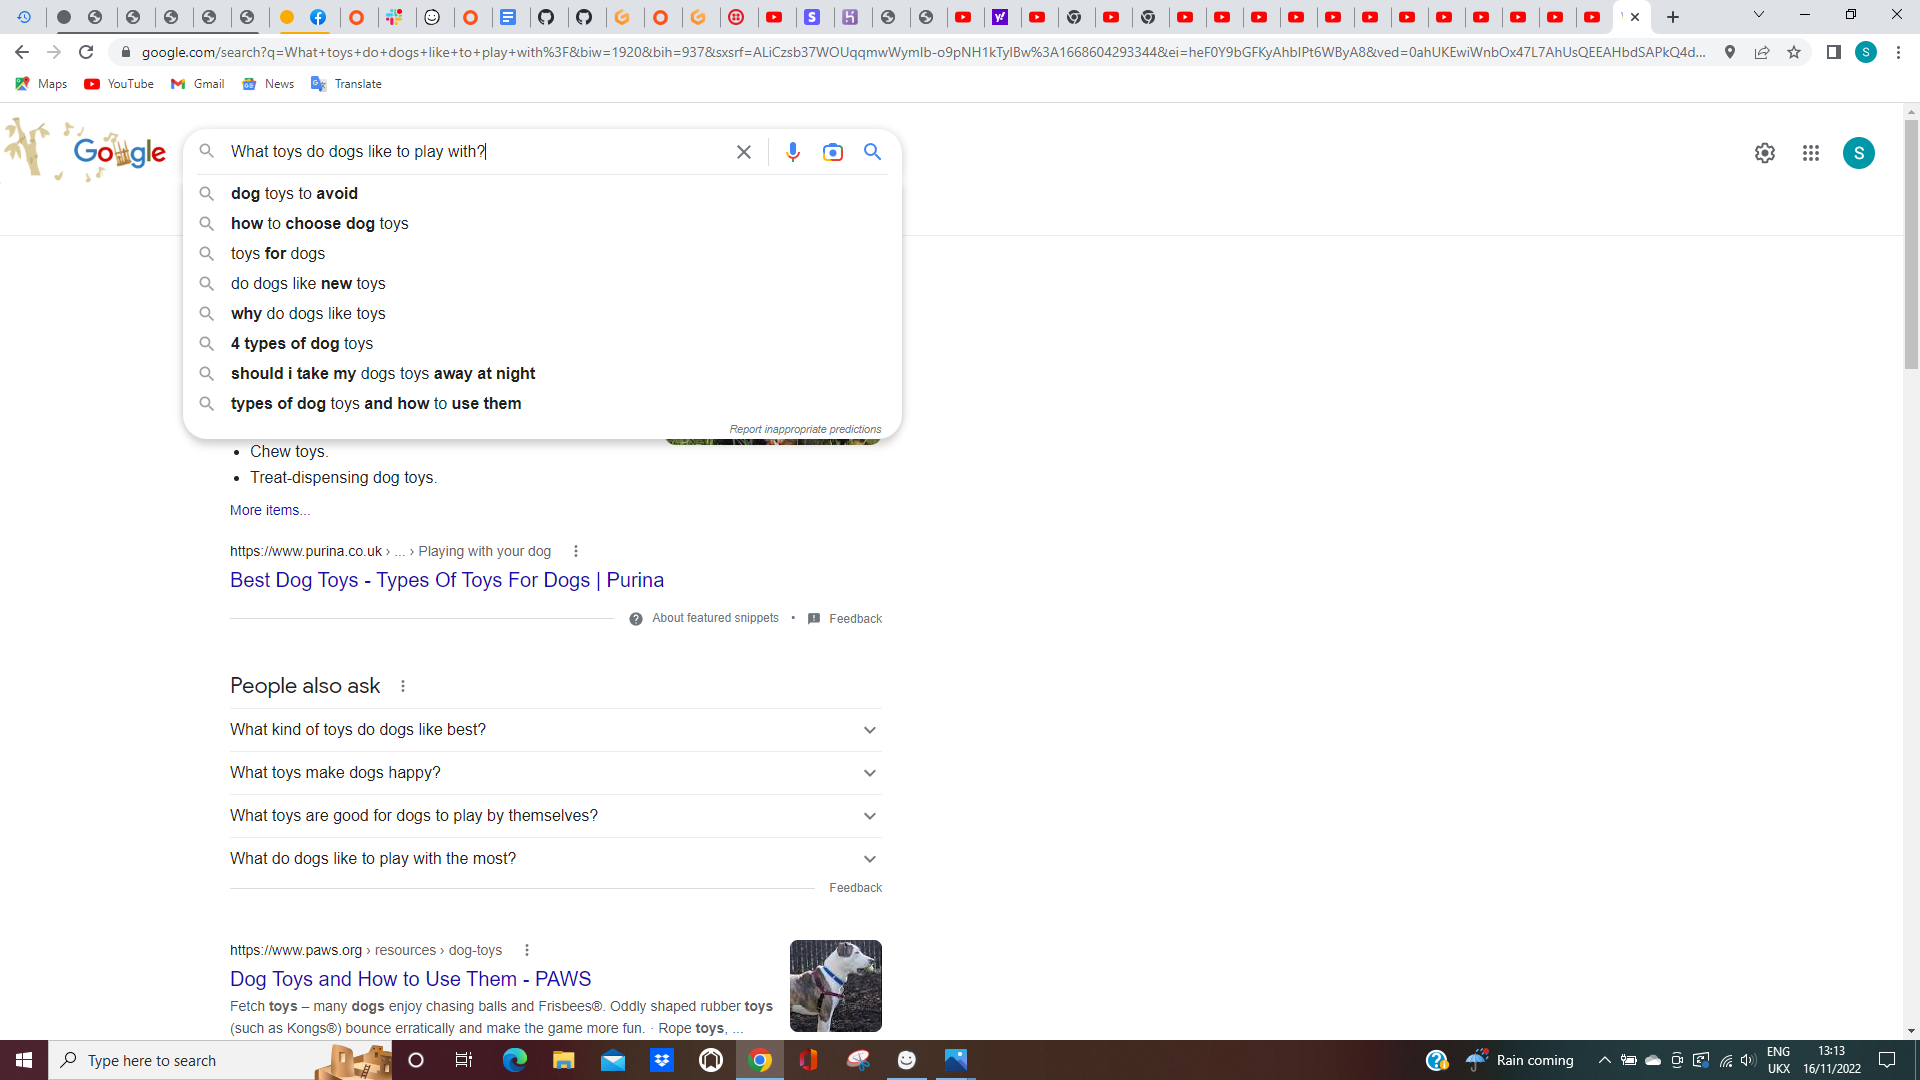 google.com/search?q=What+toys+do+dogs+like+to+play+with%3F&biw=1920&bih=937&sxsrf=ALiCzsb37WOUqqmwWymIb-o9pNH1kTyIBw%3A1668604293344&ei=heF0Y9bGFKyAhbIPt6WByA8&ved=0ahUKEwiWnbOx47L7AhUsQEEAHbdSAPkQ4d...
S
Maps YouTube Gmail News Translate
Google
What toys do dogs like to play with?
S
dog toys to avoid
how to choose dog toys
toys for dogs
do dogs like new toys
why do dogs like toys
4 types of dog toys
should i take my dogs toys away at night
types of dog toys and how to use them
Report inappropriate predictions
• Chew toys.
• Treat-dispensing dog toys.
More items...
https://www.purina.co.uk › ... › Playing with your dog
Best Dog Toys - Types Of Toys For Dogs | Purina
About featured snippets • Feedback
People also ask
What kind of toys do dogs like best?
What toys make dogs happy?
What toys are good for dogs to play by themselves?
What do dogs like to play with the most?
Feedback
https://www.paws.org › resources › dog-toys
Dog Toys and How to Use Them - PAWS
Fetch toys – many dogs enjoy chasing balls and Frisbees®. Oddly shaped rubber toys
(such as Kongs®) bounce erratically and make the game more fun. · Rope toys, ...
Type here to search
Rain coming
ENG
UKX
13:13
16/11/2022